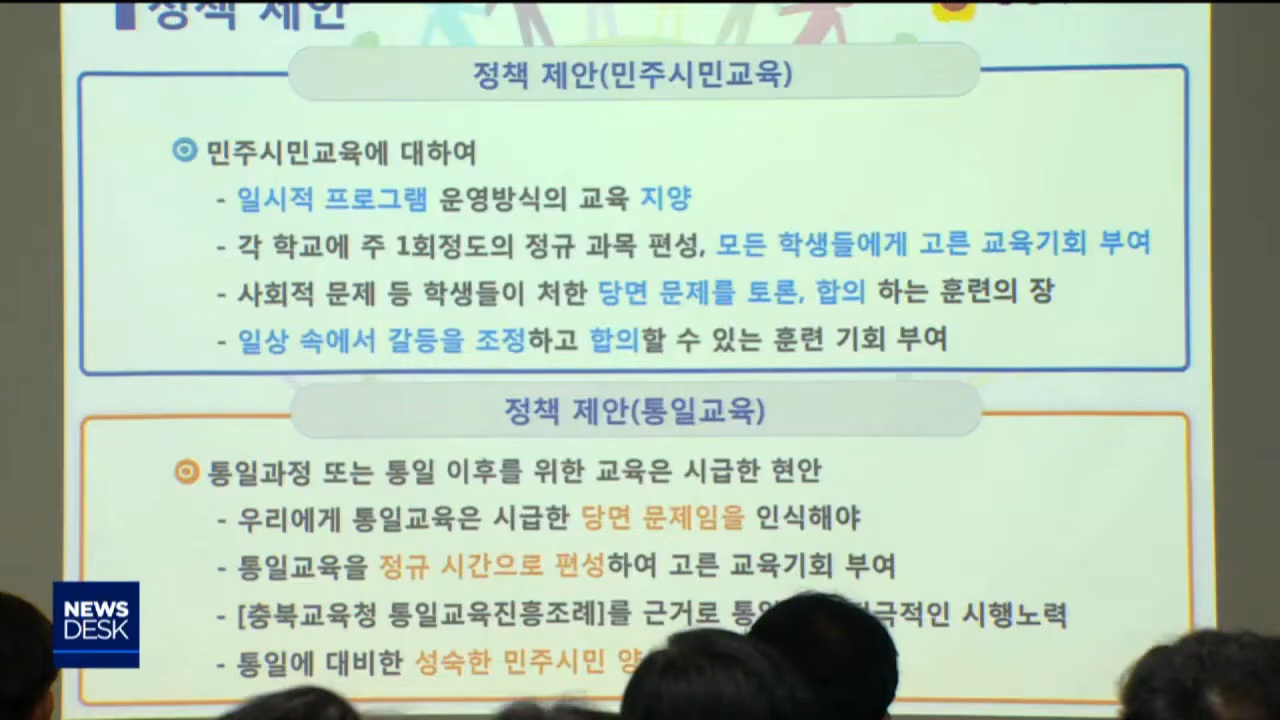 정책 제안
정책 제안(민주시민교육)
민주시민교육에 대하여
- 일시적 프로그램 운영방식의 교육 지양
- 각 학교에 주 1회정도의 정규 과목 편성, 모든 학생들에게 고른 교육기회 부여
- 사회적 문제 등 학생들이 처한 당면 문제를 토론, 합의 하는 훈련의 장
- 일상 속에서 갈등을 조정하고 합의할 수 있는 훈련 기회 부여
정책 제안(통일교육)
통일과정 또는 통일 이후를 위한 교육은 시급한 현안
- 우리에게 통일교육은 시급한 당면 문제임을 인식해야
- 통일교육을 정규 시간으로 편성하여 고른 교육기회 부여
- [충북교육청 통일교육진흥조례]를 근거로 시행노력
- 통일에 대비한 성숙한 민주시민
NEWS
DESK